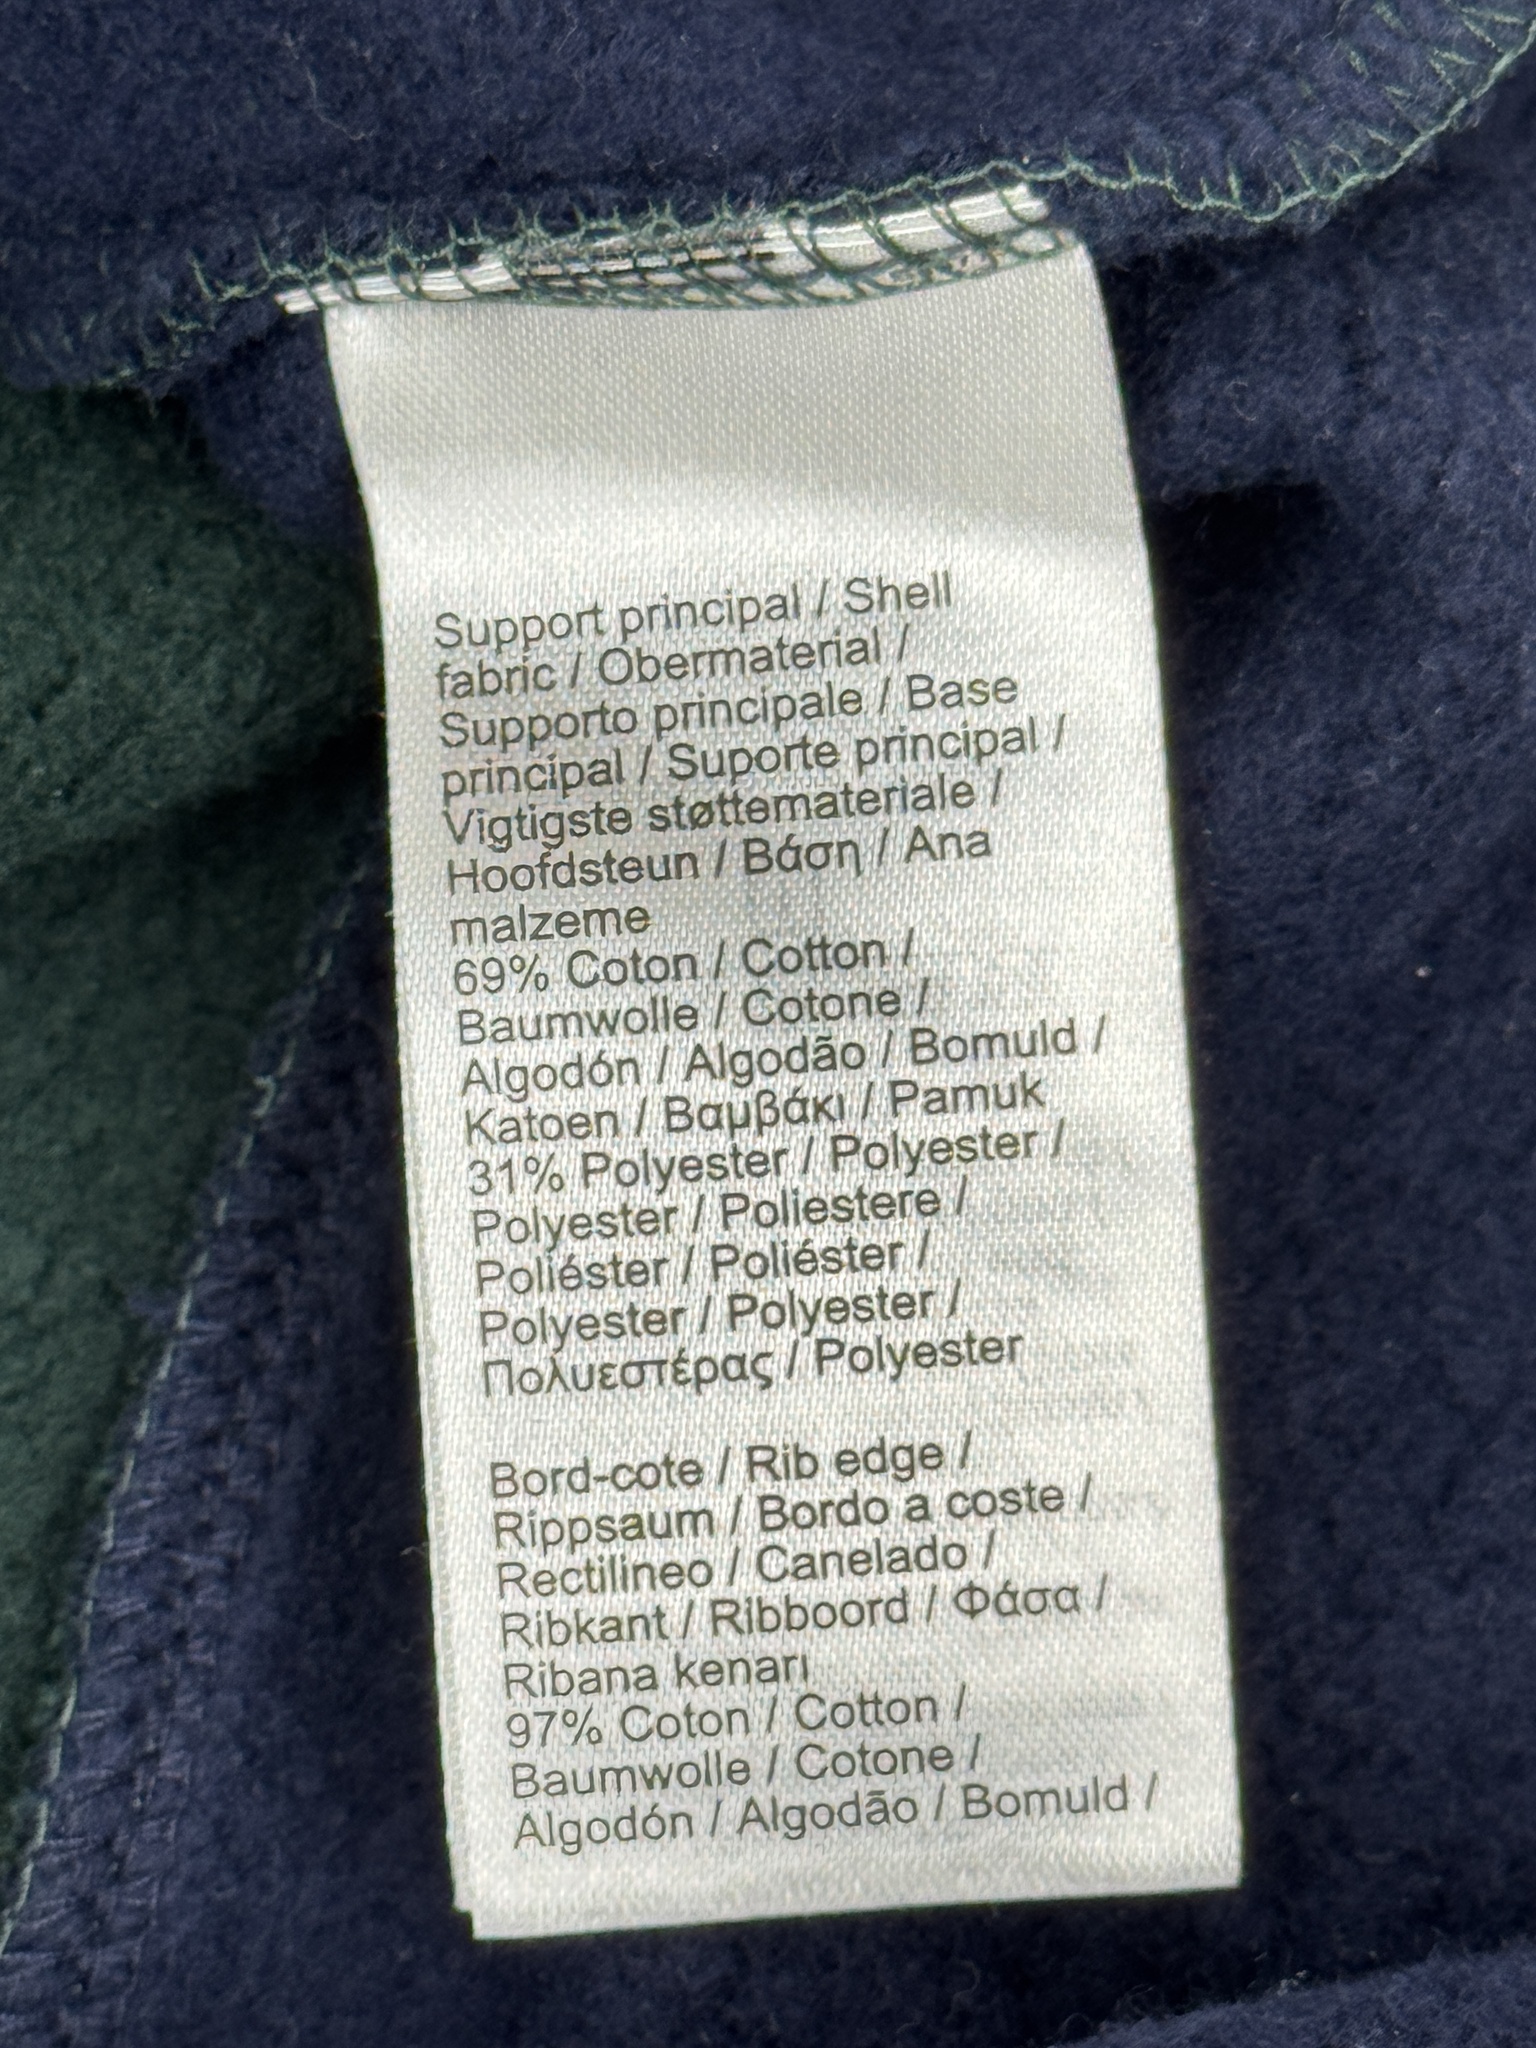 Support principal / Shell
fabric / Obermaterial /
Supporto principale / Base
principal / Suporte principal /
Vigtigste støttemateriale /
Hoofdsteun / Βάση / Ana
malzeme
69% Coton / Cotton /
Baumwolle / Cotone /
Algodón / Algodão / Bomuld /
Katoen / Βαμβάκι / Pamuk
31% Polyester / Polyester /
Polyester / Poliestere /
Poliéster / Poliéster /
Polyester / Polyester /
Πολυεστέρας / Polyester
Bord-cote / Rib edge /
Rippsaum / Bordo a coste /
Rectilineo / Canelado /
Ribkant / Ribboord / Φάσα /
Ribana kenarı
97% Coton / Cotton /
Baumwolle / Cotone /
Algodón / Algodão / Bomuld /